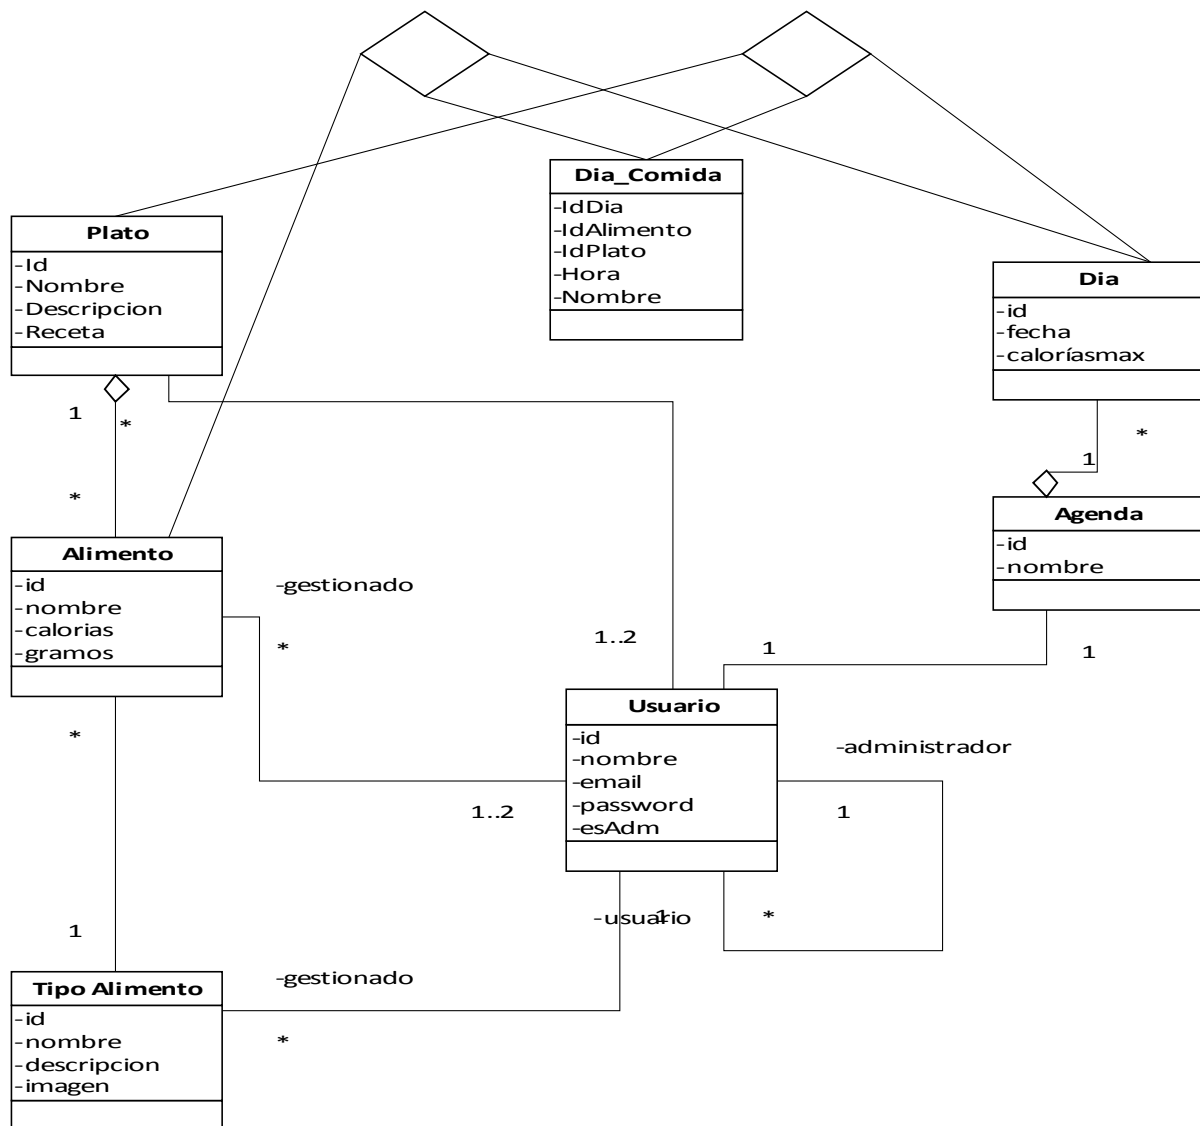 Dia_Comida
-IdDia
-IdAlimento
-IdPlato
-Hora
-Nombre
Plato
-Id
-Nombre
-Descripcion
-Receta
Dia
-id
-fecha
-caloríasmax
1
*
*
*
1
Agenda
-id
-nombre
Alimento
-id
-nombre
-calorias
-gramos
-gestionado
*
1..2
1
1
Usuario
-id
-nombre
-email
-password
-esAdm
-administrador
1
1..2
*
-usuario
1
*
1
Tipo Alimento
-id
-nombre
-descripcion
-imagen
-gestionado
*